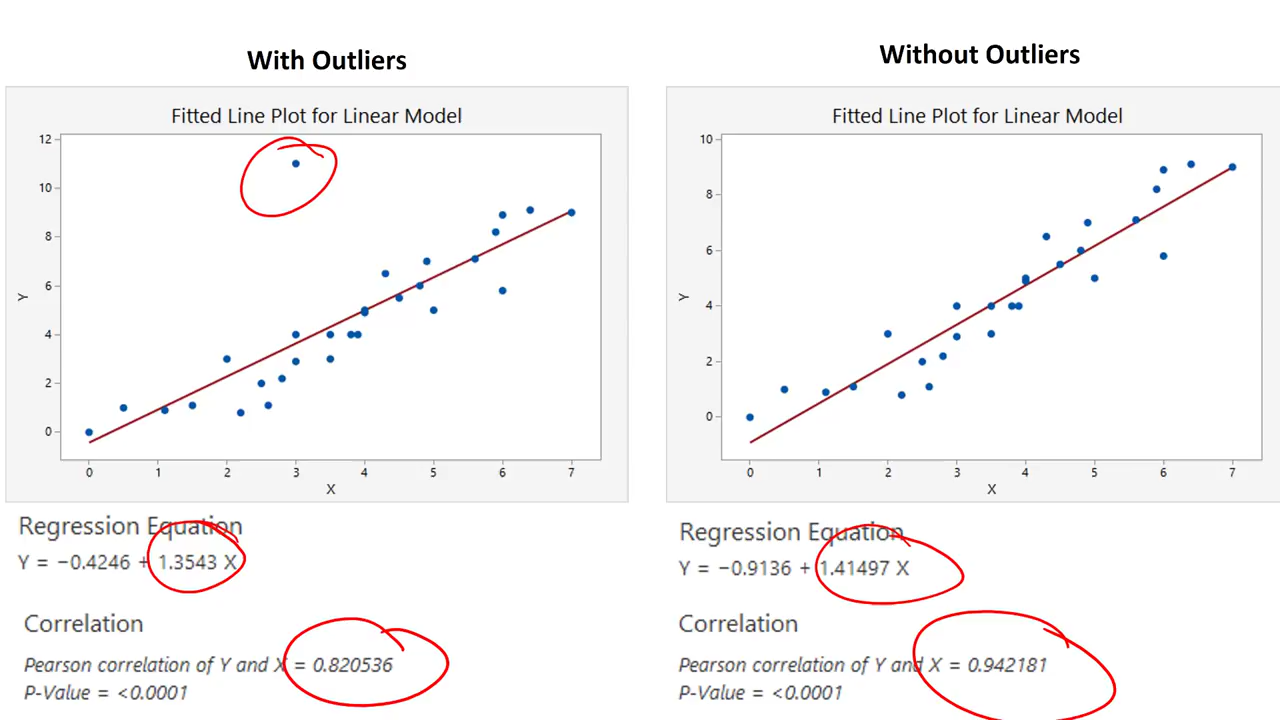 With Outliers
Fitted Line Plot for Linear Model
12
10
8
6
4
2
0
Y
0 1 2 3 4 5 6 7
X
Regression Equation
Y = −0.4246 + 1.3543 X
Correlation
Pearson correlation of Y and X = 0.820536
P-Value = <0.0001
Without Outliers
Fitted Line Plot for Linear Model
10
8
6
4
2
0
Y
0 1 2 3 4 5 6 7
X
Regression Equation
Y = −0.9136 + 1.41497 X
Correlation
Pearson correlation of Y and X = 0.942181
P-Value = <0.0001